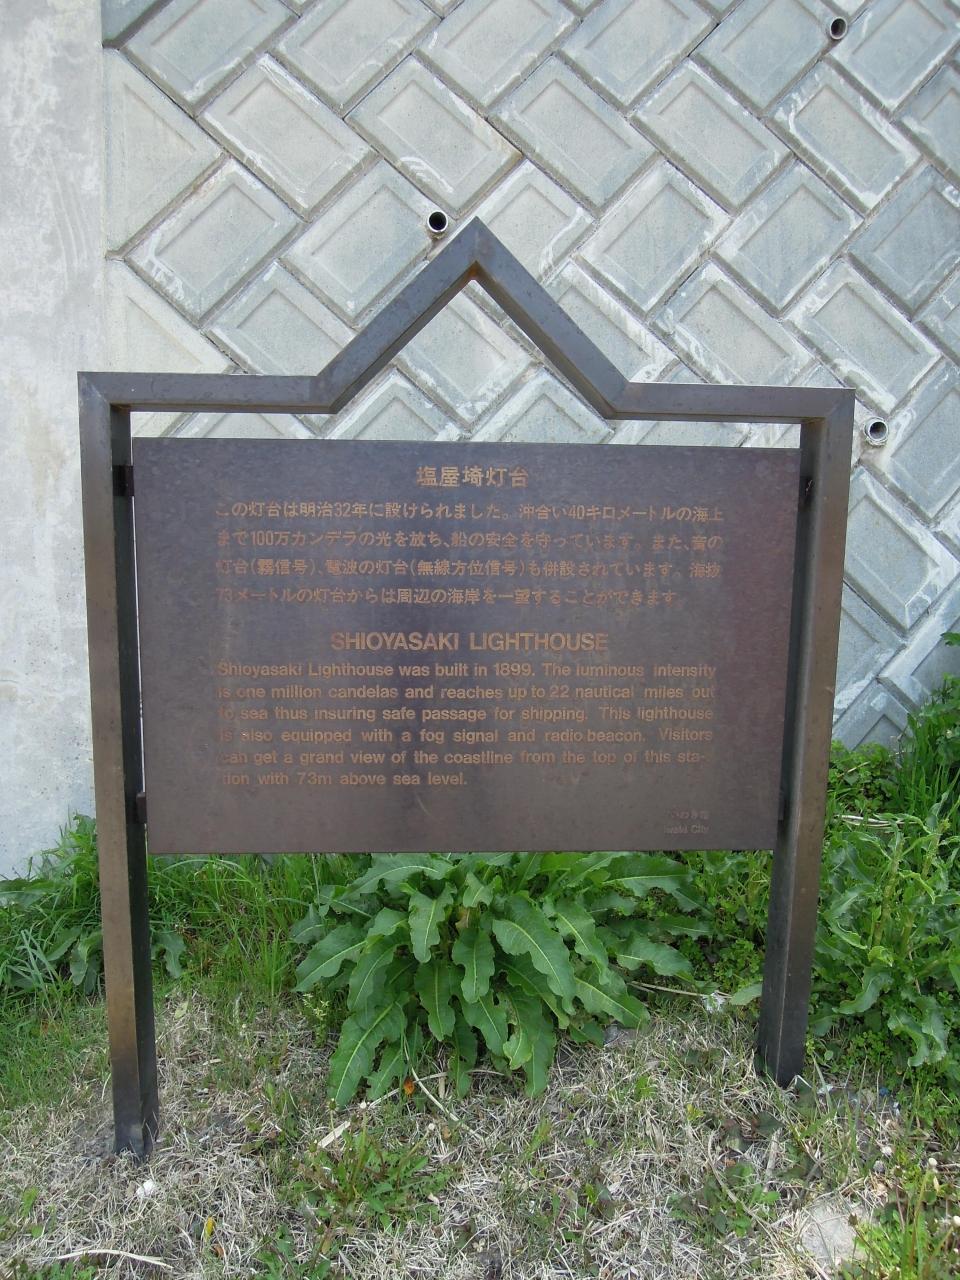 塩屋埼灯台
この灯台は明治32年に設けられました。沖合い40キロメートルの海上
まで100万カンデラの光を放ち、船の安全を守っています。また、音の
灯台(霧信号)、電波の灯台(無線方位信号)も併設されています。海抜
73メートルの灯台からは周辺の海岸を一望することができます。
SHIOYASAKI LIGHTHOUSE
Shioyasaki Lighthouse was built in 1899. The luminous intensity
is one million candelas and reaches up to 22 nautical miles out
to sea thus insuring safe passage for shipping. This lighthouse
is also equipped with a fog signal and radio beacon. Visitors
can get a grand view of the coastline from the top of this sta-
tion with 73m above sea level.
Iwaki City